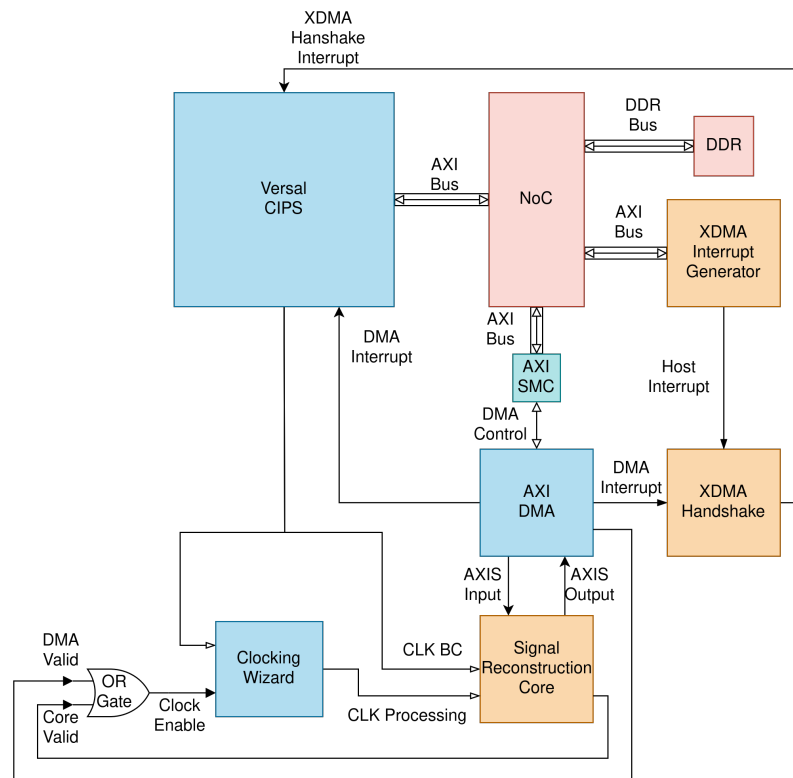 XDMA
Hanshake
Interrupt
DDR
Bus
DDR
Versal
CIPS
AXI
Bus
NoC
AXI
Bus
XDMA
Interrupt
Generator
DMA
Interrupt
AXI
Bus
AXI
SMC
Host
Interrupt
DMA
Control
AXI
DMA
DMA
Interrupt
XDMA
Handshake
AXIS
Input
AXIS
Output
DMA
Valid
OR
Gate
Core
Valid
Clock
Enable
Clocking
Wizard
CLK BC
CLK Processing
Signal
Reconstruction
Core